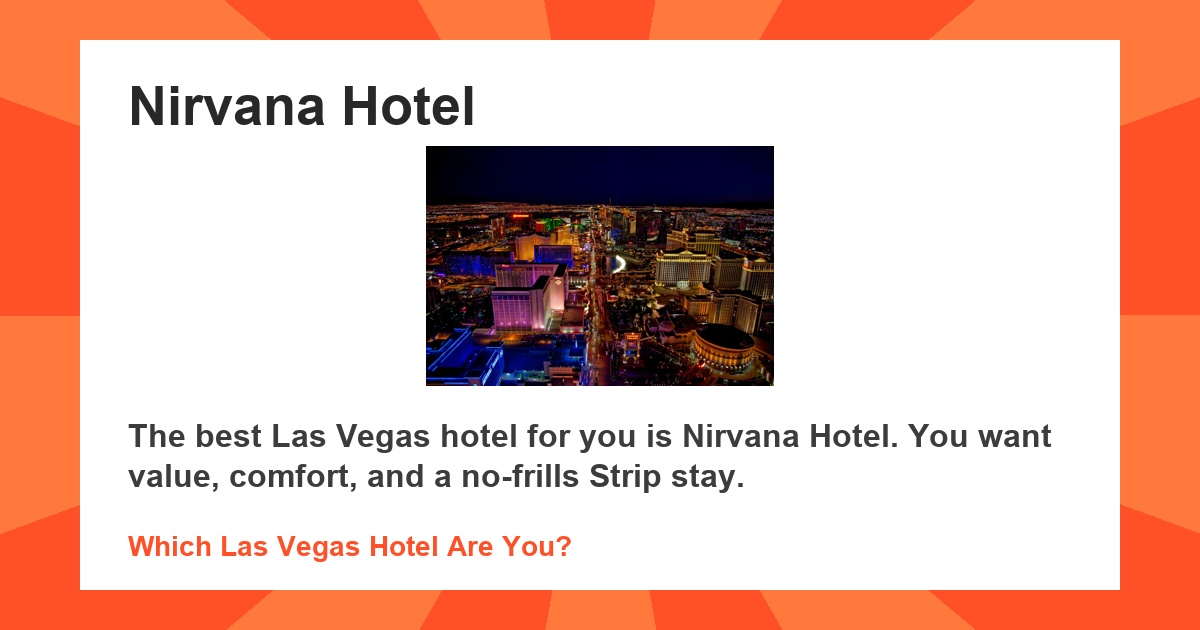 Nirvana Hotel
The best Las Vegas hotel for you is Nirvana Hotel. You want
value, comfort, and a no-frills Strip stay.
Which Las Vegas Hotel Are You?